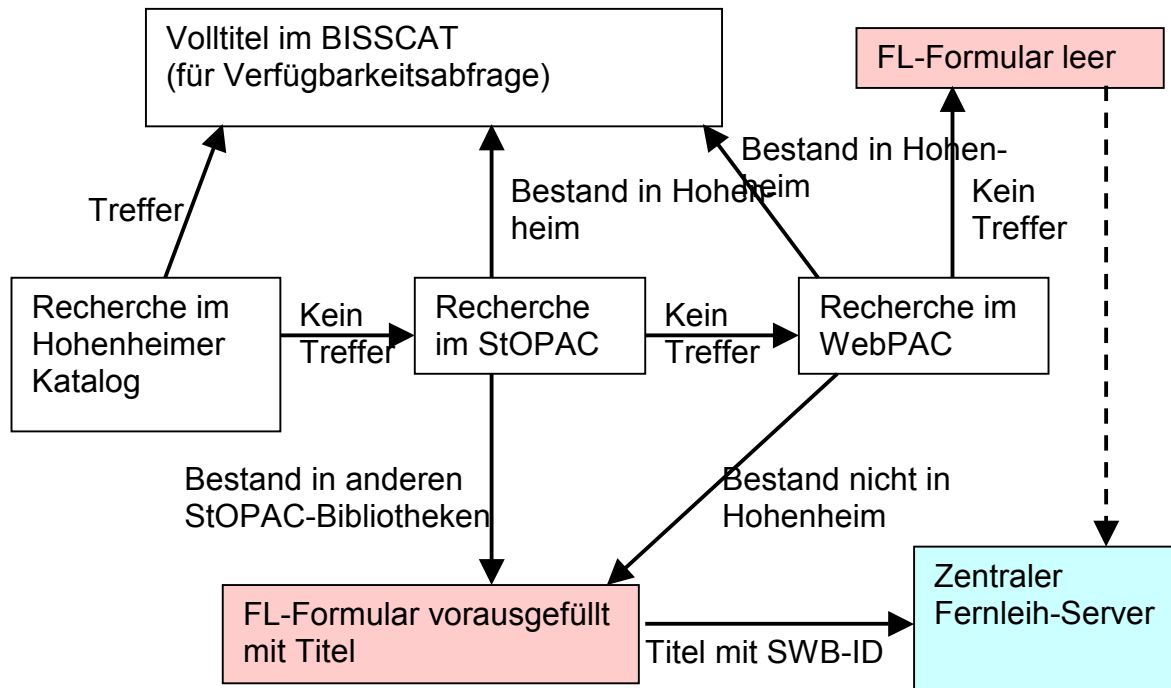 Volltitel im BISSCAT
(für Verfügbarkeitsabfrage)
FL-Formular leer
Treffer
Bestand in Hohen-
heim
Bestand in Hohen-
heim
Kein
Treffer
Recherche im
Hohenheimer
Katalog
Kein
Treffer
Recherche
im StOPAC
Kein
Treffer
Recherche im
WebPAC
Bestand in anderen
StOPAC-Bibliotheken
Bestand nicht in
Hohenheim
FL-Formular vorausgefüllt
mit Titel
Titel mit SWB-ID
Zentraler
Fernleih-Server